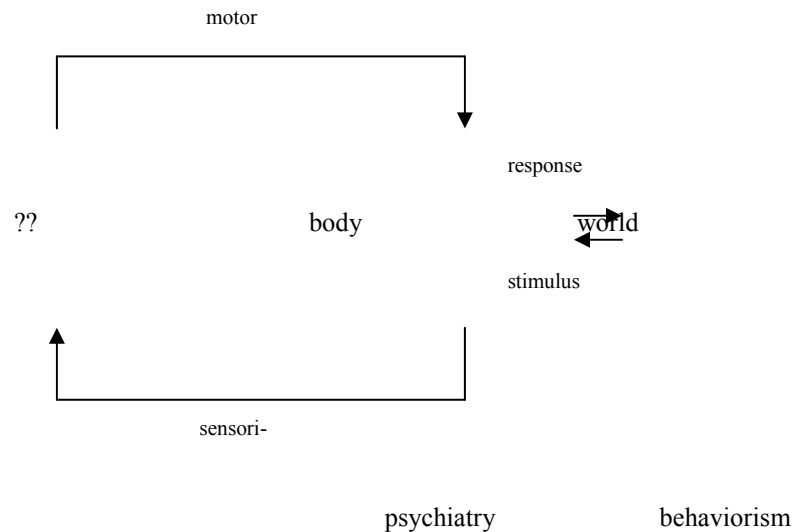 motor
response
?? body world
stimulus
sensori-
psychiatry behaviorism